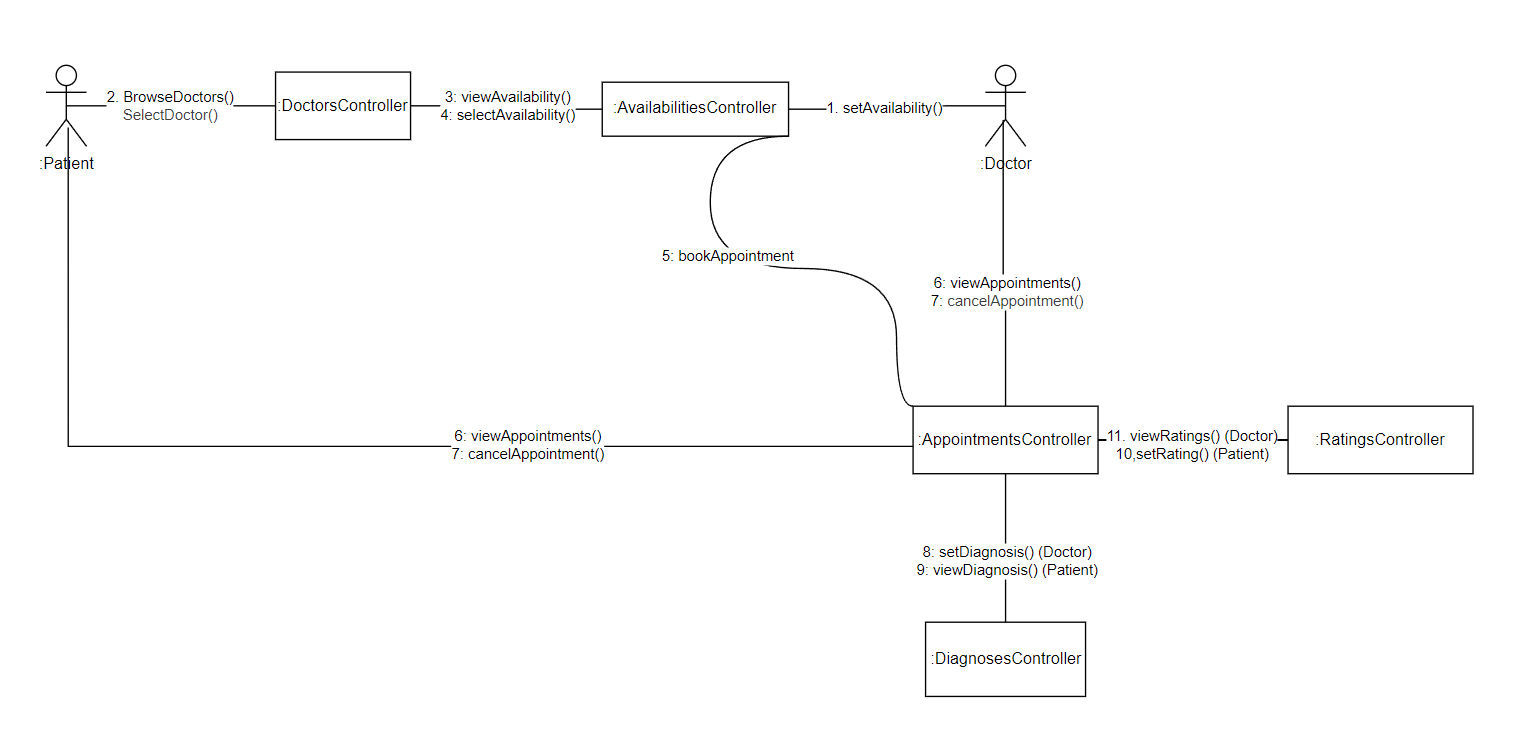 2. BrowseDoctors()
SelectDoctor()
:DoctorsController
3: viewAvailability()
4: selectAvailability()
:AvailabilitiesController
1. setAvailability()
:Patient
:Doctor
5: bookAppointment
6: viewAppointments()
7: cancelAppointment()
6: viewAppointments()
7: cancelAppointment()
:AppointmentsController
11. viewRatings() (Doctor)
10,setRating() (Patient)
:RatingsController
8: setDiagnosis() (Doctor)
9: viewDiagnosis() (Patient)
:DiagnosesController